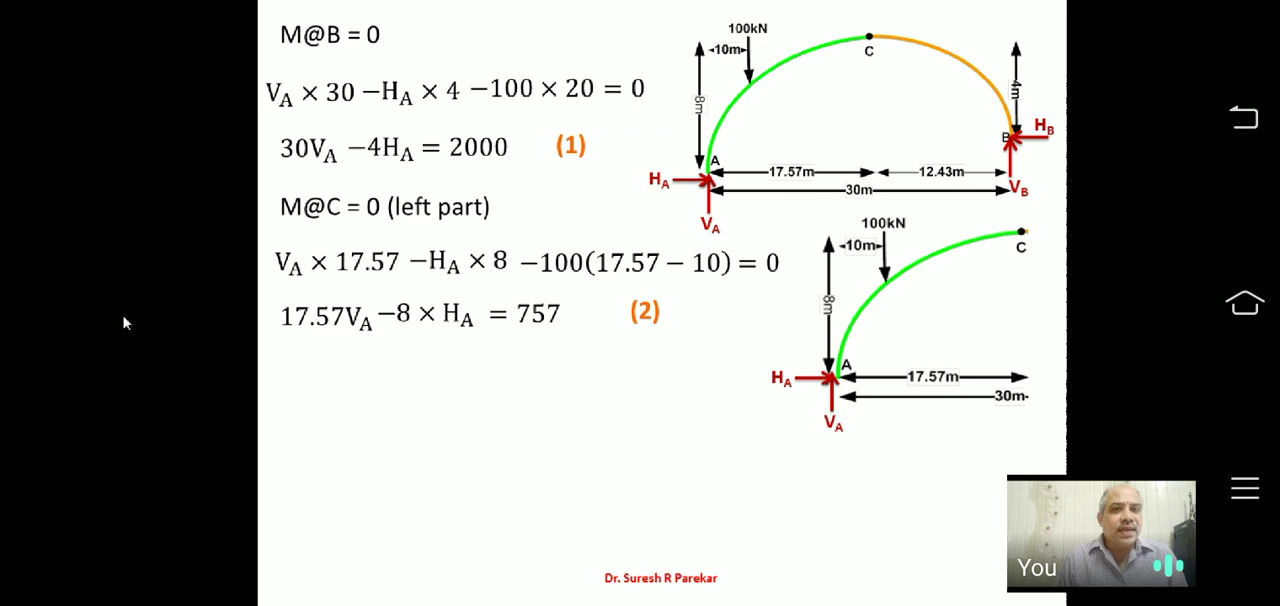 M@B = 0
V_A × 30 −H_A × 4 −100 × 20 = 0
30V_A −4H_A = 2000 (1)
M@C = 0 (left part)
V_A × 17.57 −H_A × 8 −100(17.57 − 10) = 0
17.57V_A −8 × H_A = 757 (2)
100kN
10m
C
8m
4m
H_B
B
A
17.57m
12.43m
H_A
30m
V_B
V_A
100kN
10m
C
8m
A
H_A
17.57m
30m
V_A
You
Dr. Suresh R Parekar